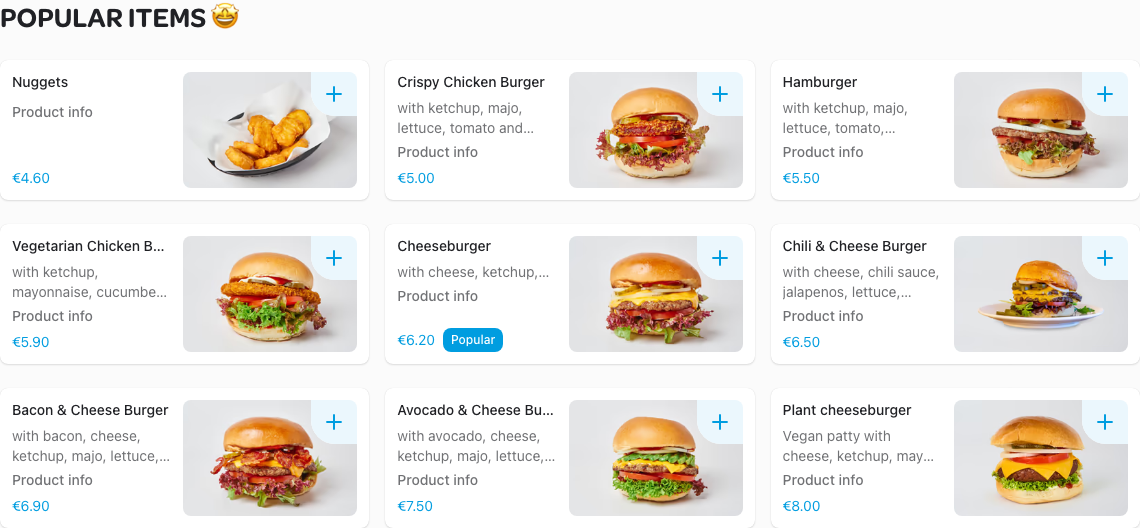 POPULAR ITEMS 🤩
Nuggets
Product info
€4.60
Crispy Chicken Burger
with ketchup, majo,
lettuce, tomato and...
Product info
€5.00
Hamburger
with ketchup, majo,
lettuce, tomato,...
Product info
€5.50
Vegetarian Chicken B...
with ketchup,
mayonnaise, cucumbe...
Product info
€5.90
Cheeseburger
with cheese, ketchup,...
Product info
€6.20 Popular
Chili & Cheese Burger
with cheese, chili sauce,
jalapenos, lettuce,...
Product info
€6.50
Bacon & Cheese Burger
with bacon, cheese,
ketchup, majo, lettuce,...
Product info
€6.90
Avocado & Cheese Bu...
with avocado, cheese,
ketchup, majo, lettuce,...
Product info
€7.50
Plant cheeseburger
Vegan patty with
cheese, ketchup, may...
Product info
€8.00